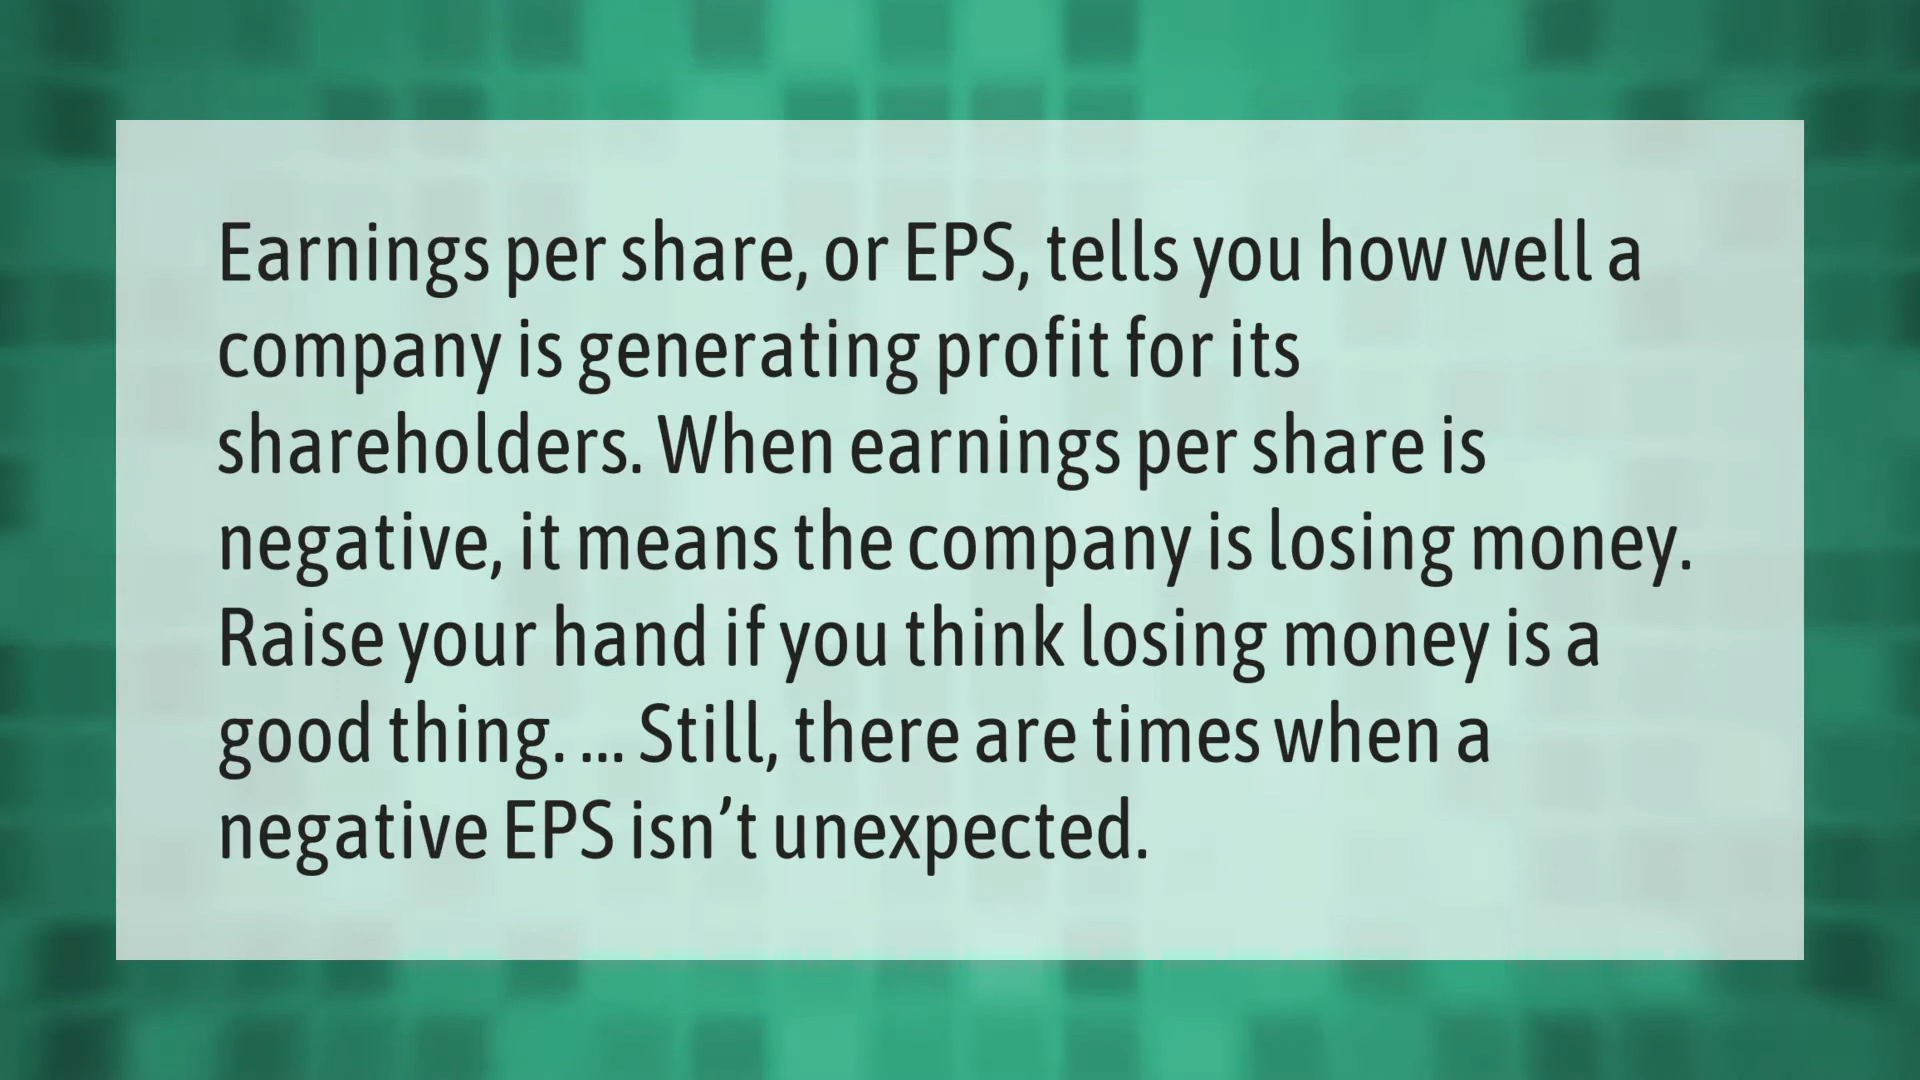 Earnings per share, or EPS, tells you how well a
company is generating profit for its
shareholders. When earnings per share is
negative, it means the company is losing money.
Raise your hand if you think losing money is a
good thing. ... Still, there are times when a
negative EPS isn’t unexpected.